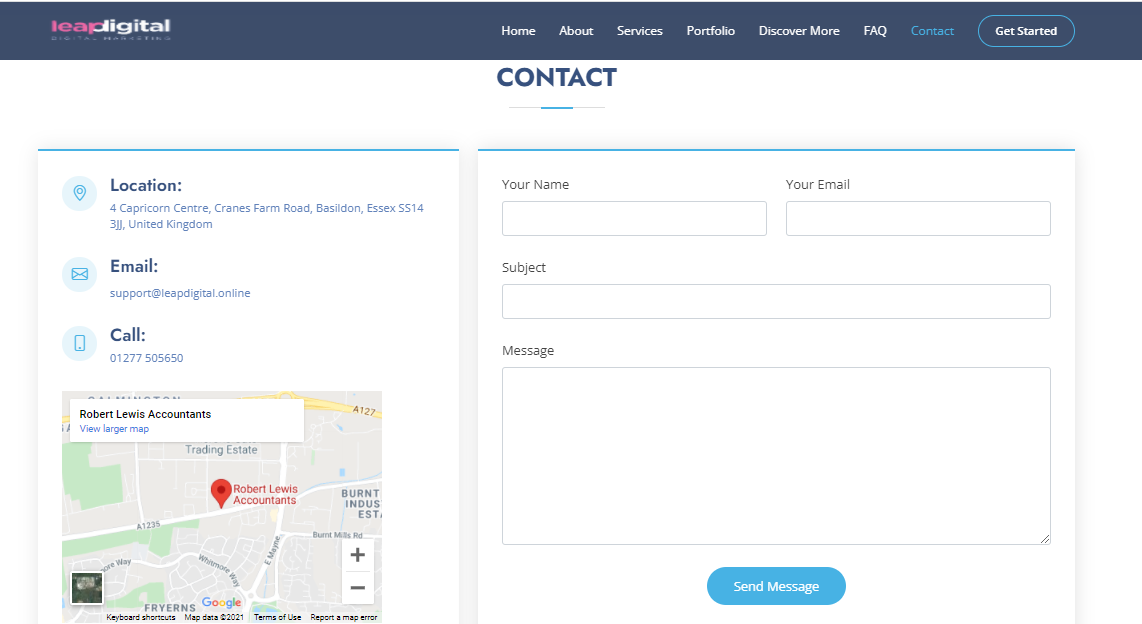 leapdigital
DIGITAL MARKETING
Home About Services Portfolio Discover More FAQ Contact Get Started
CONTACT
Location:
4 Capricorn Centre, Cranes Farm Road, Basildon, Essex SS14
3JJ, United Kingdom
Email:
support@leapdigital.online
Call:
01277 505650
Robert Lewis Accountants
View larger map
A127
Trading Estate
Robert Lewis
Accountants
BURNT
INDUS
ESTA
A1235
Burnt Mills Rd
E Mayne
Whitmore Way
ore Way
FRYERNS
Google
Keyboard shortcuts Map data ©2021 Terms of Use Report a map error
Your Name Your Email
Subject
Message
Send Message